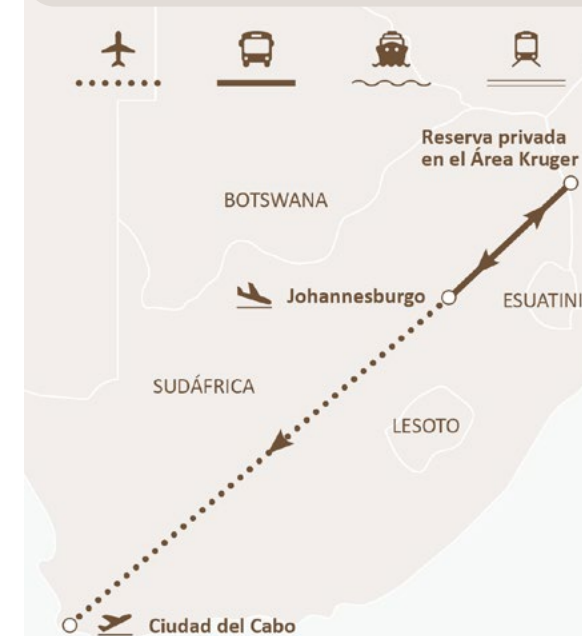 Reserva privada
en el Área Kruger
BOTSWANA
Johannesburgo
ESUATINI
SUDÁFRICA
LESOTO
Ciudad del Cabo